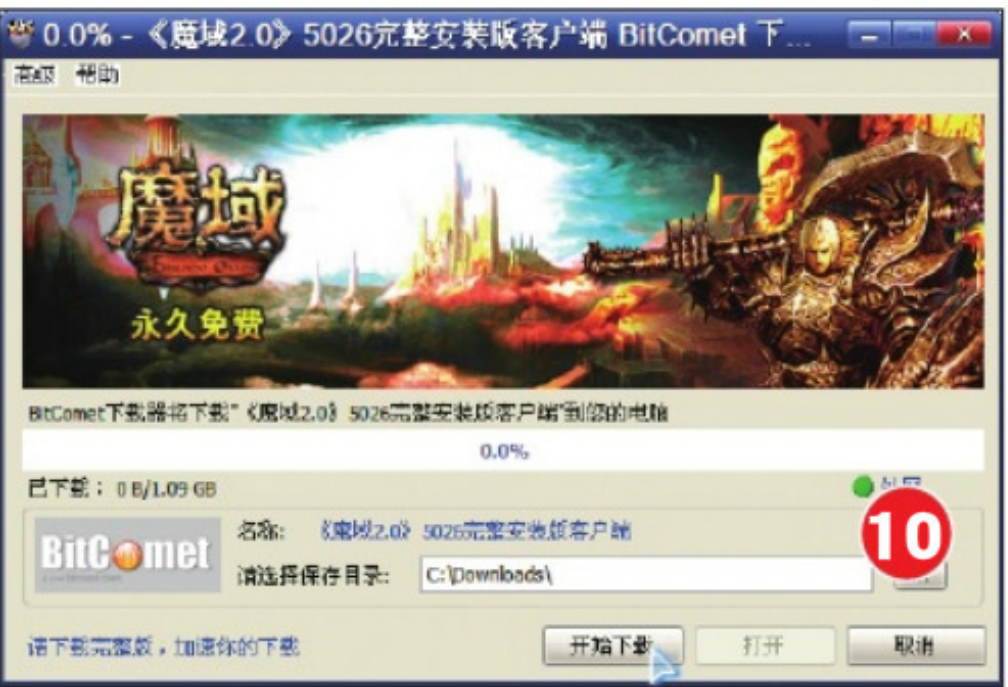 0.0% - 《魔域2.0》 5026完整安装版客户端 BitComet 下...
高级 帮助
魔域
永久免费
BitComet下载器将下载"《魔域2.0》 5026完整安装版客户端"到您的电脑
0.0%
已下载： 0 B/1.09 GB
10
BitComet
名称: 《魔域2.0》 5026完整安装版客户端
请选择保存目录: C:\Downloads\
请下载完整版，加速你的下载
开始下载 打开 取消